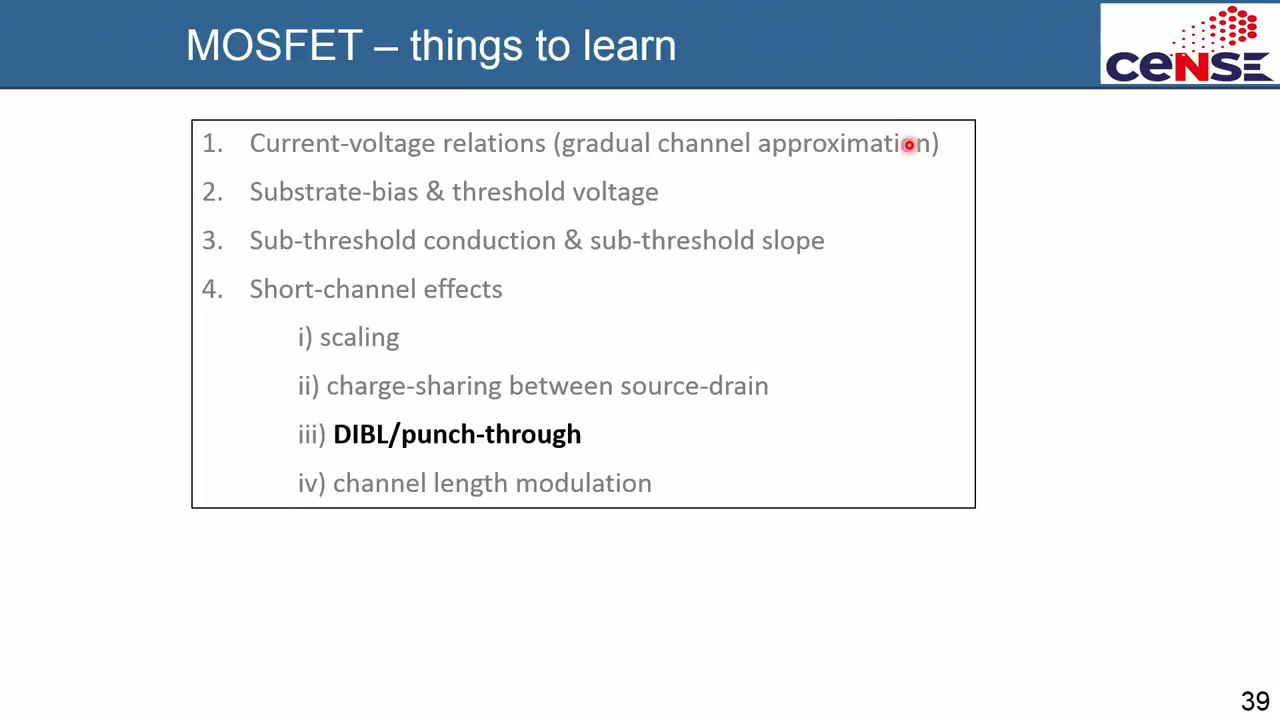 MOSFET – things to learn
ceNSE
1. Current-voltage relations (gradual channel approximation)
2. Substrate-bias & threshold voltage
3. Sub-threshold conduction & sub-threshold slope
4. Short-channel effects
i) scaling
ii) charge-sharing between source-drain
iii) DIBL/punch-through
iv) channel length modulation
39